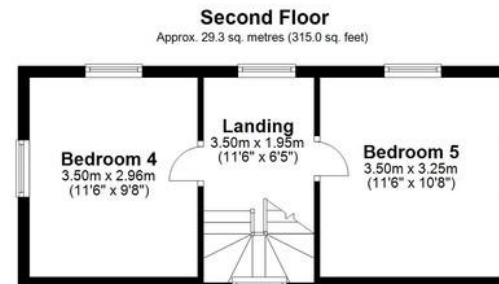 Second Floor
Approx. 29.3 sq. metres (315.0 sq. feet)
Bedroom 4
3.50m x 2.96m
(11'6" x 9'8")
Landing
3.50m x 1.95m
(11'6" x 6'5")
Bedroom 5
3.50m x 3.25m
(11'6" x 10'8")